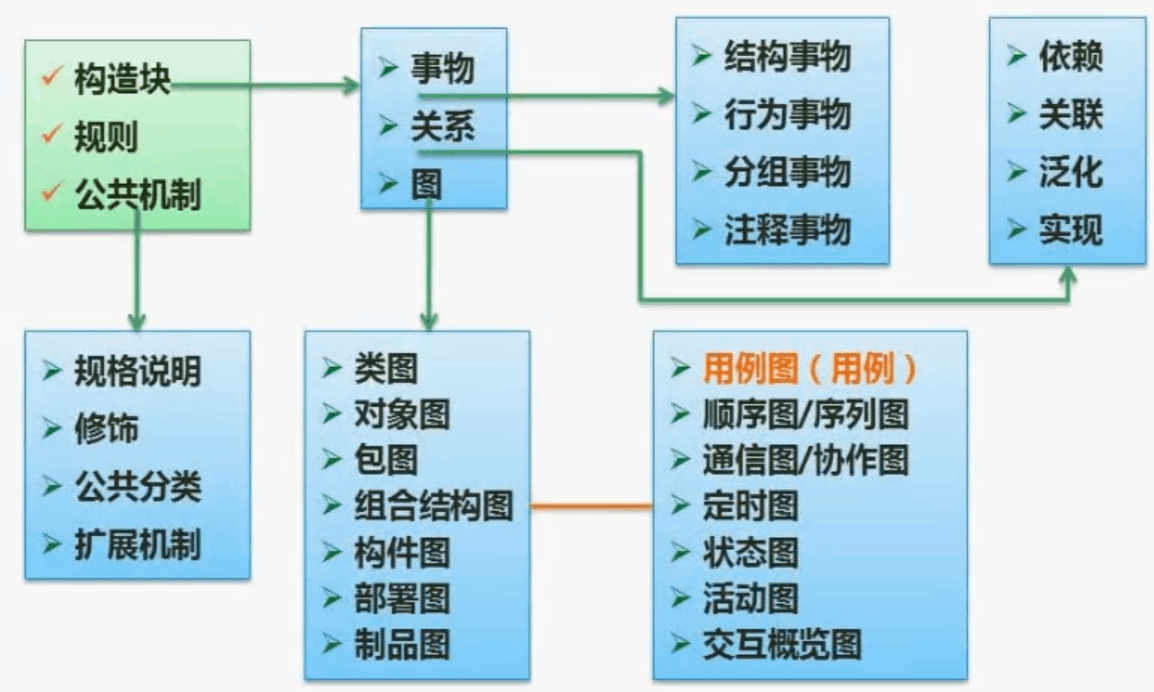 构造块
规则
公共机制
事物
关系
图
结构事物
行为事物
分组事物
注释事物
依赖
关联
泛化
实现
规格说明
修饰
公共分类
扩展机制
类图
对象图
包图
组合结构图
构件图
部署图
制品图
用例图（用例）
顺序图/序列图
通信图/协作图
定时图
状态图
活动图
交互概览图